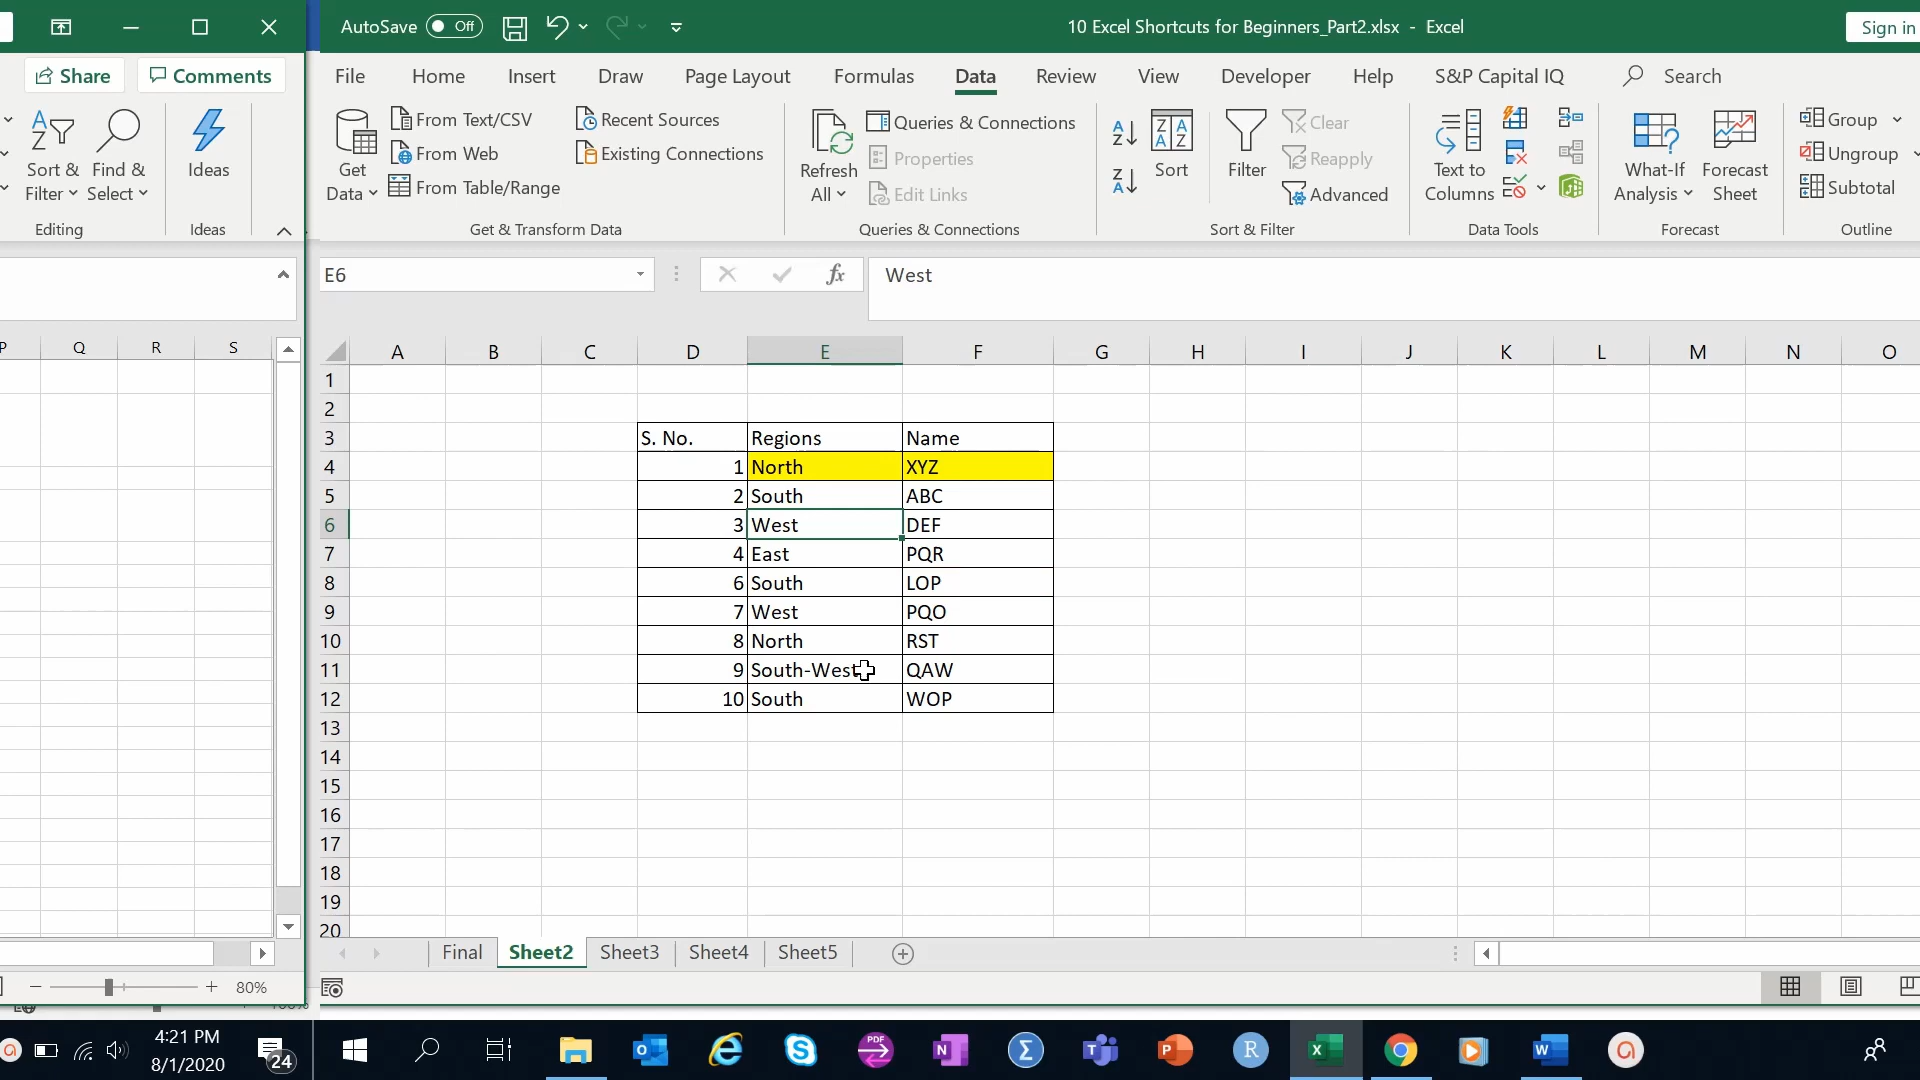 AutoSave Off
10 Excel Shortcuts for Beginners_Part2.xlsx - Excel
Sign in
Share Comments
File Home Insert Draw Page Layout Formulas Data Review View Developer Help S&P Capital IQ Search
Sort & Filter
Find & Select
Ideas
Editing
Ideas
Get Data
From Text/CSV
From Web
From Table/Range
Recent Sources
Existing Connections
Get & Transform Data
Refresh All
Queries & Connections
Properties
Edit Links
Queries & Connections
Sort
Filter
Clear
Reapply
Advanced
Sort & Filter
Text to Columns
Data Tools
What-If Analysis
Forecast Sheet
Forecast
Group
Ungroup
Subtotal
Outline
E6
fx
West
P Q R S
A B C D E F G H I J K L M N O
1
2
3 S. No. Regions Name
4 1 North XYZ
5 2 South ABC
6 3 West DEF
7 4 East PQR
8 6 South LOP
9 7 West PQO
10 8 North RST
11 9 South-West QAW
12 10 South WOP
13
14
15
16
17
18
19
20
Final Sheet2 Sheet3 Sheet4 Sheet5
80%
4:21 PM
8/1/2020
24